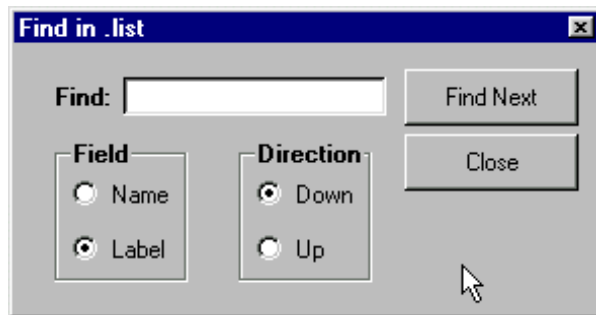 Find in .list
Find:
Find Next
Close
Field
Name
Label
Direction
Down
Up